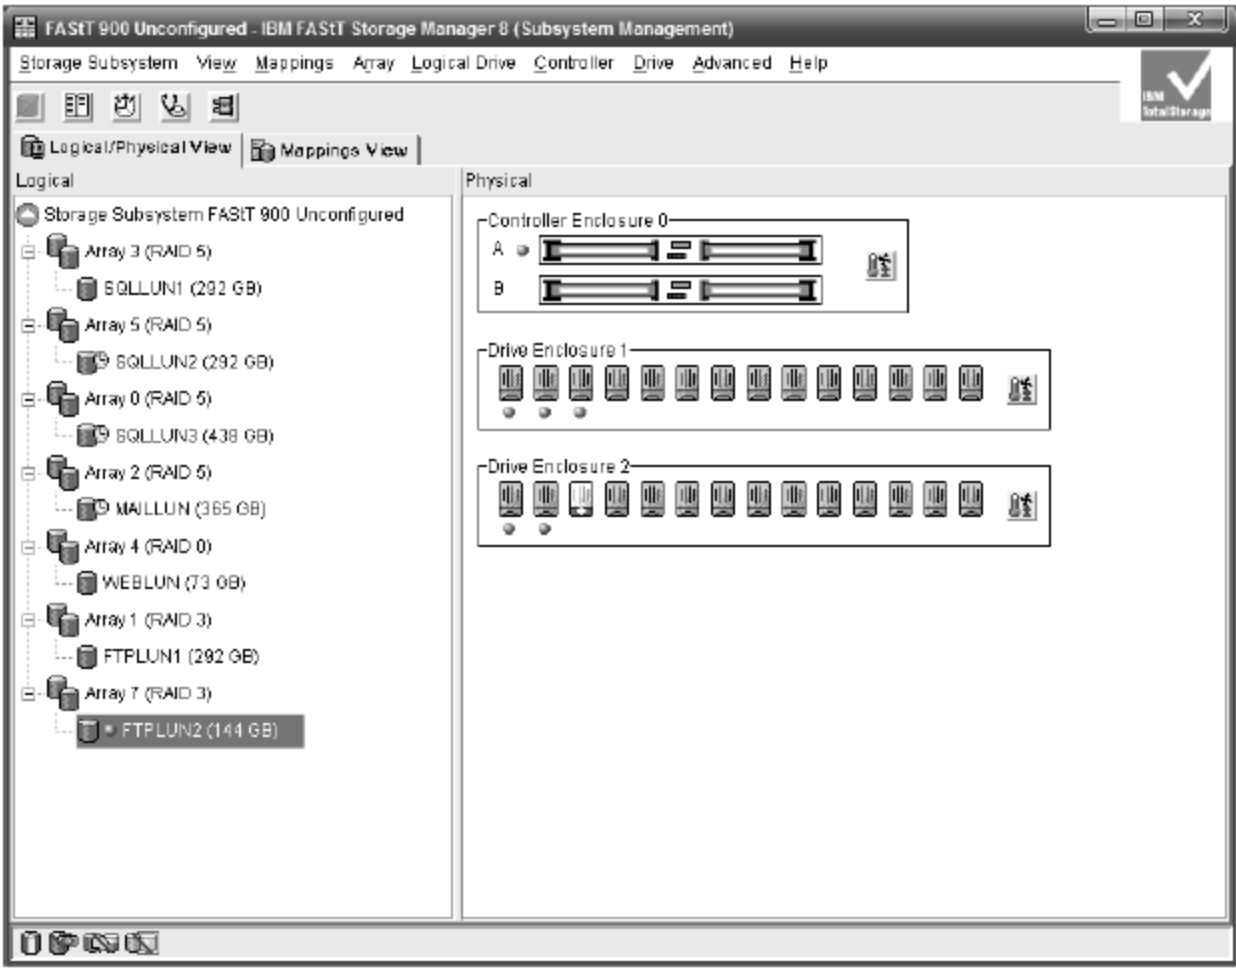 FAStT 900 Unconfigured - IBM FAStT Storage Manager 8 (Subsystem Management)
Storage Subsystem View Mappings Array Logical Drive Controller Drive Advanced Help
IBM
TotalStorage
Logical/Physical View Mappings View
Logical
Storage Subsystem FAStT 900 Unconfigured
Array 3 (RAID 5)
SQLLUN1 (292 GB)
Array 5 (RAID 5)
SQLLUN2 (292 GB)
Array 0 (RAID 5)
SQLLUN3 (438 GB)
Array 2 (RAID 5)
MAILLUN (365 GB)
Array 4 (RAID 0)
WEBLUN (73 GB)
Array 1 (RAID 3)
FTPLUN1 (292 GB)
Array 7 (RAID 3)
FTPLUN2 (144 GB)
Physical
Controller Enclosure 0
A
B
Drive Enclosure 1
Drive Enclosure 2